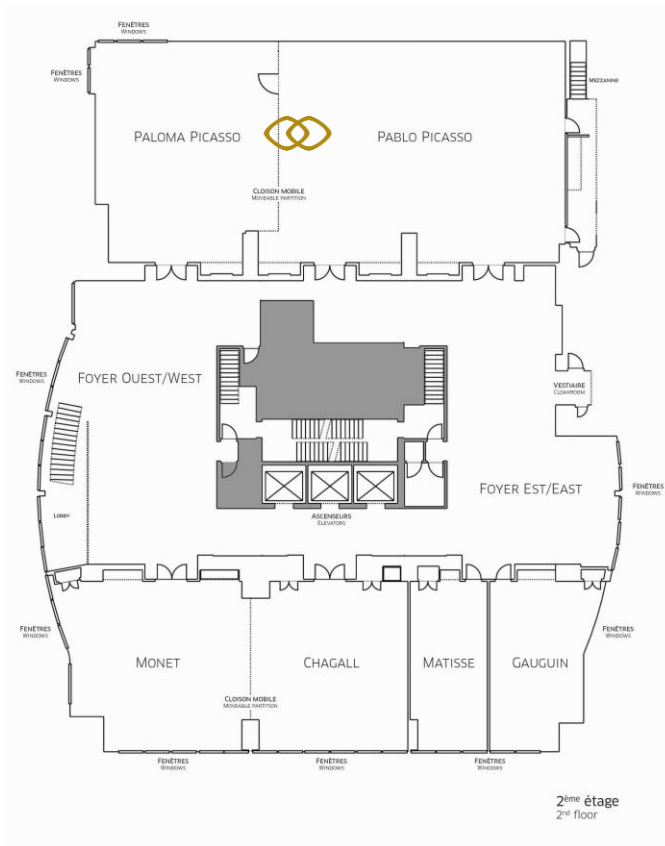 FENÊTRES
WINDOWS
FENÊTRES
WINDOWS
MEZZANINE
PALOMA PICASSO
PABLO PICASSO
CLOISON MOBILE
MOVEABLE PARTITION
FENÊTRES
WINDOWS
FOYER OUEST/WEST
VESTIAIRE
CLOAKROOM
FOYER EST/EAST
FENÊTRES
WINDOWS
LOBBY
ASCENSEURS
ELEVATORS
FENÊTRES
WINDOWS
FENÊTRES
WINDOWS
MONET
CHAGALL
MATISSE
GAUGUIN
CLOISON MOBILE
MOVEABLE PARTITION
FENÊTRES
WINDOWS
FENÊTRES
WINDOWS
FENÊTRES
WINDOWS
2ème étage
2nd floor